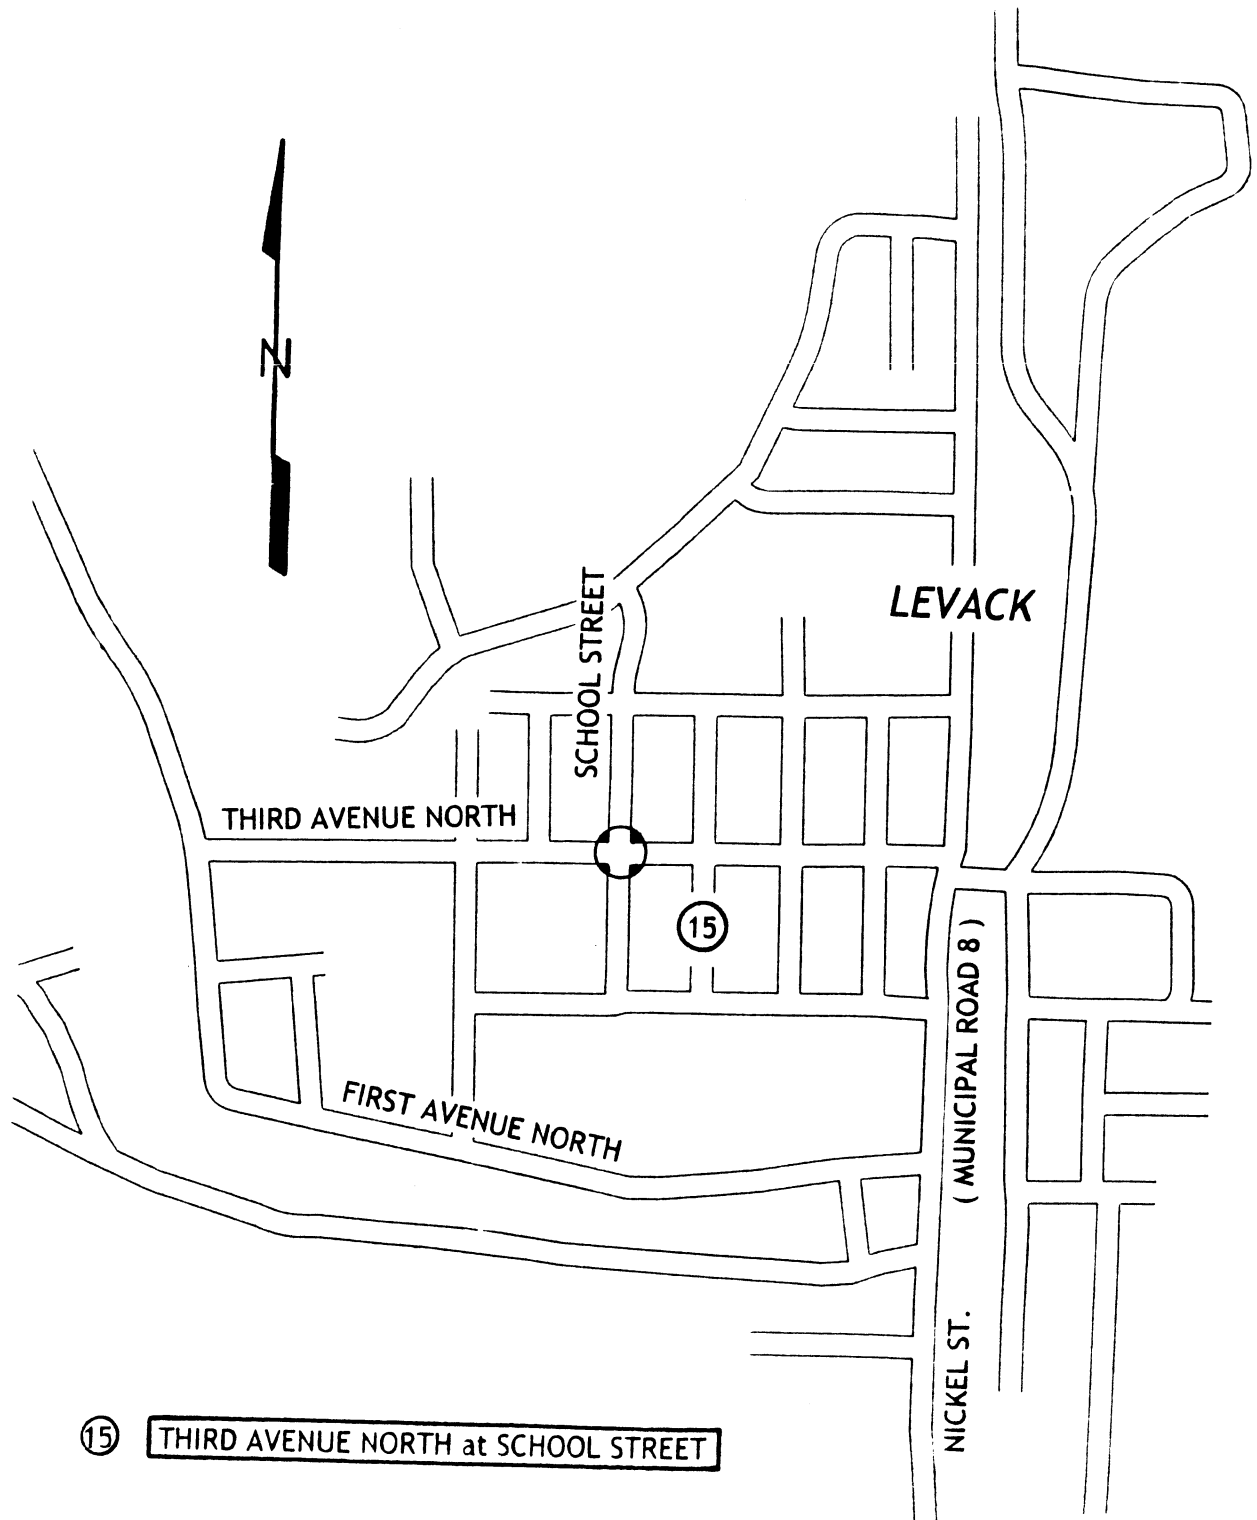 N
SCHOOL STREET
LEVACK
THIRD AVENUE NORTH
15
( MUNICIPAL ROAD 8 )
FIRST AVENUE NORTH
NICKEL ST.
15 THIRD AVENUE NORTH at SCHOOL STREET